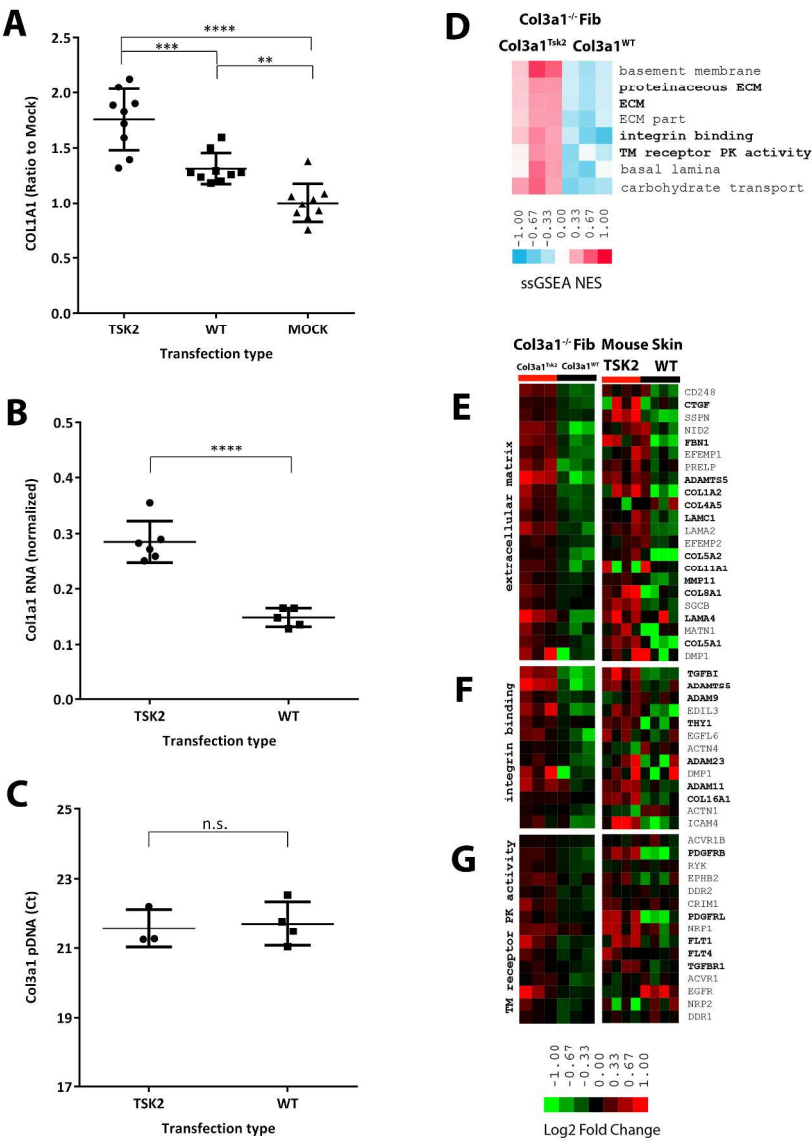 A
****
***
**
COL1A1 (Ratio to Mock)
2.5
2.0
1.5
1.0
0.5
0.0
TSK2 WT MOCK
Transfection type
B
****
Col1a1 RNA (normalized)
0.5
0.4
0.3
0.2
0.1
0.0
TSK2 WT
Transfection type
C
n.s.
Col3a1 pDNA (Ct)
25
23
21
19
17
TSK2 WT
Transfection type
D
Col3a1-/- Fib
Col3a1Tsk2 Col3a1WT
basement membrane
proteinaceous ECM
ECM
ECM part
integrin binding
TM receptor PK activity
basal lamina
carbohydrate transport
-1.00
-0.67
-0.33
0.00
0.33
0.67
1.00
ssGSEA NES
Col3a1-/- Fib Mouse Skin
Col3a1Tsk2 Col3a1WT TSK2 WT
E
extracellular matrix
CD248
CTGF
SSPN
NID2
FBN1
EFEMP1
PRELP
ADAMTS5
COL1A2
COL4A5
LAMC1
LAMA2
EFEMP2
COL5A2
COL11A1
MMP11
COL8A1
SGCB
LAMA4
MATN1
COL5A1
DMP1
F
integrin binding
TGFBI
ADAMTS5
ADAM9
EDIL3
THY1
EGFL6
ACTN4
ADAM23
DMP1
ADAM11
COL16A1
ACTN1
ICAM4
G
TM receptor PK activity
ACVR1B
PDGFRB
RYK
EPHB2
DDR2
CRIM1
PDGFRL
NRP1
FLT1
FLT4
TGFBR1
ACVR1
EGFR
NRP2
DDR1
-1.00
-0.67
-0.33
0.00
0.33
0.67
1.00
Log2 Fold Change